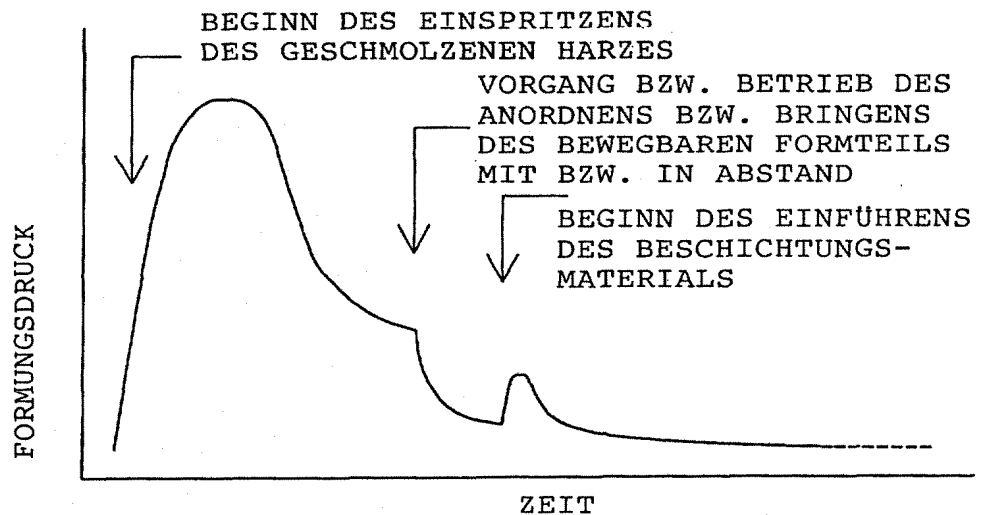 BEGINN DES EINSPRITZENS
DES GESCHMOLZENEN HARZES
VORGANG BZW. BETRIEB DES
ANORDNENS BZW. BRINGENS
DES BEWEGBAREN FORMTEILS
MIT BZW. IN ABSTAND
BEGINN DES EINFÜHRENS
DES BESCHICHTUNGS-
MATERIALS
FORMUNGSDRUCK
ZEIT